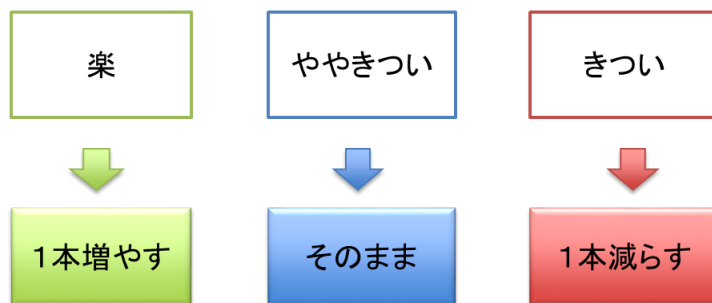 楽
ややきつい
きつい
１本増やす
そのまま
１本減らす